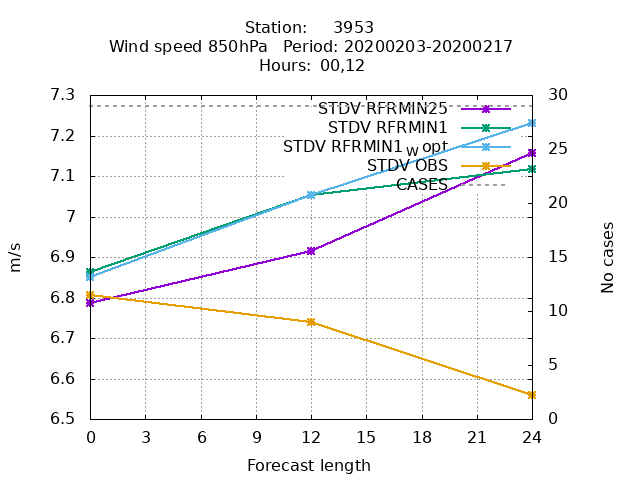 Station: 3953
Wind speed 850hPa Period: 20200203-20200217
Hours: 00,12
7.3
7.2
7.1
7
6.9
6.8
6.7
6.6
6.5
m/s
STDV RFRMIN25
STDV RFRMIN1
STDV RFRMIN1_W opt
STDV OBS
CASES
30
25
20
15
10
5
0
No cases
0 3 6 9 12 15 18 21 24
Forecast length